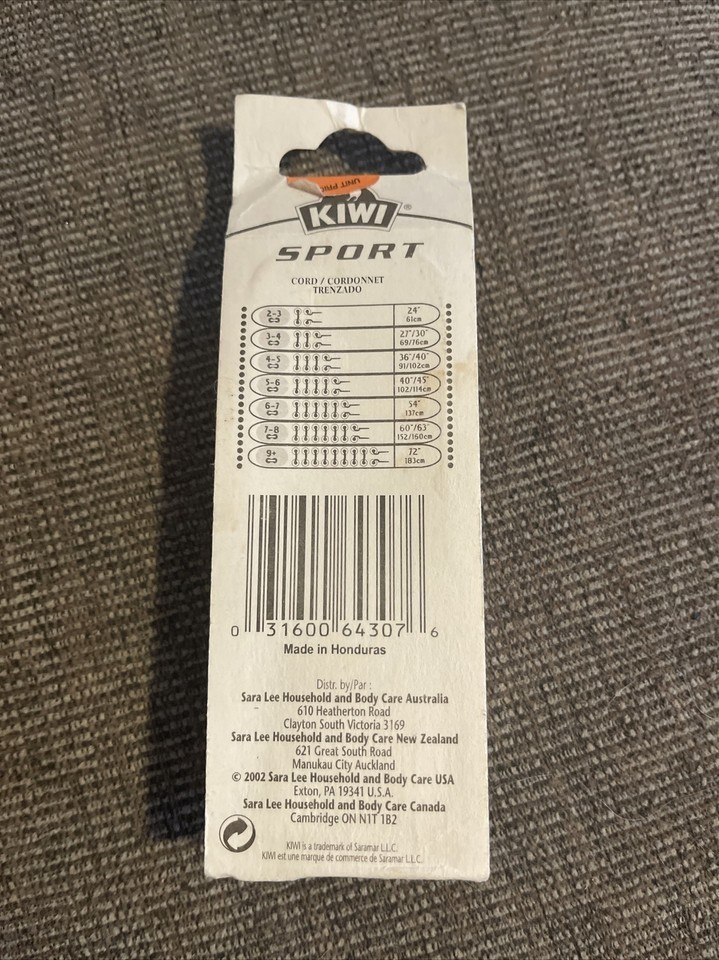 UNIT PRI
KIWI®
SPORT
CORD / CORDONNET
TRENZADO
2-3 24" 61cm
3-4 27"/30" 69/76cm
4-5 36"/40" 91/102cm
5-6 40"/45" 102/114cm
6-7 54" 137cm
7-8 60"/63" 152/160cm
9+ 72" 183cm
0 31600 64307 6
Made in Honduras
Distr. by/Par :
Sara Lee Household and Body Care Australia
610 Heatherton Road
Clayton South Victoria 3169
Sara Lee Household and Body Care New Zealand
621 Great South Road
Manukau City Auckland
© 2002 Sara Lee Household and Body Care USA
Exton, PA 19341 U.S.A.
Sara Lee Household and Body Care Canada
Cambridge ON N1T 1B2
KIWI is a trademark of Saramar L.L.C.
KIWI est une marque de commerce de Saramar L.L.C.